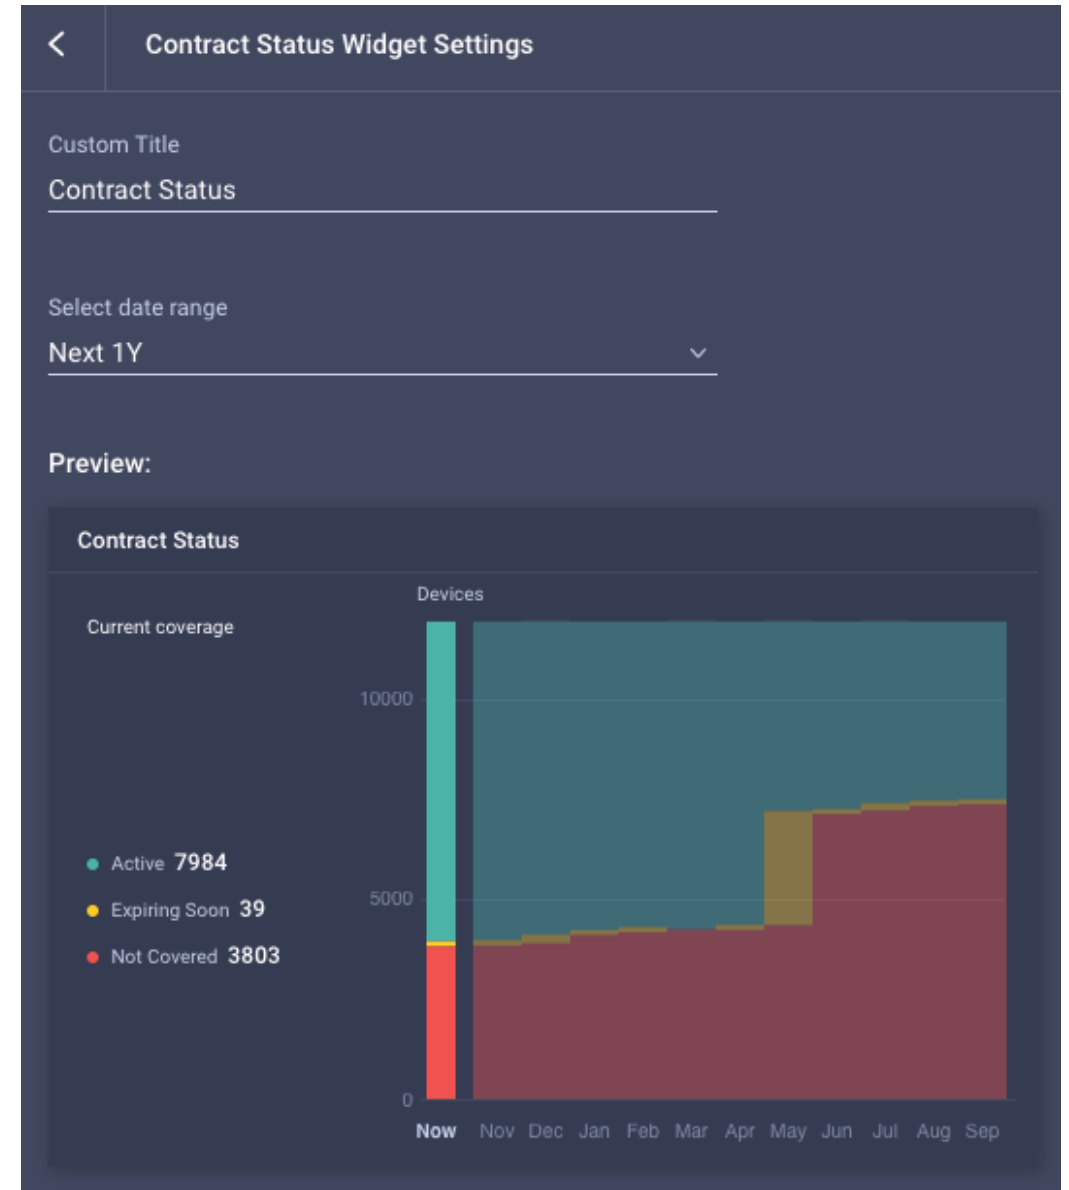 Contract Status Widget Settings
Custom Title
Contract Status
Select date range
Next 1Y
Preview:
Contract Status
Devices
Current coverage
10000
5000
0
Active 7984
Expiring Soon 39
Not Covered 3803
Now Nov Dec Jan Feb Mar Apr May Jun Jul Aug Sep